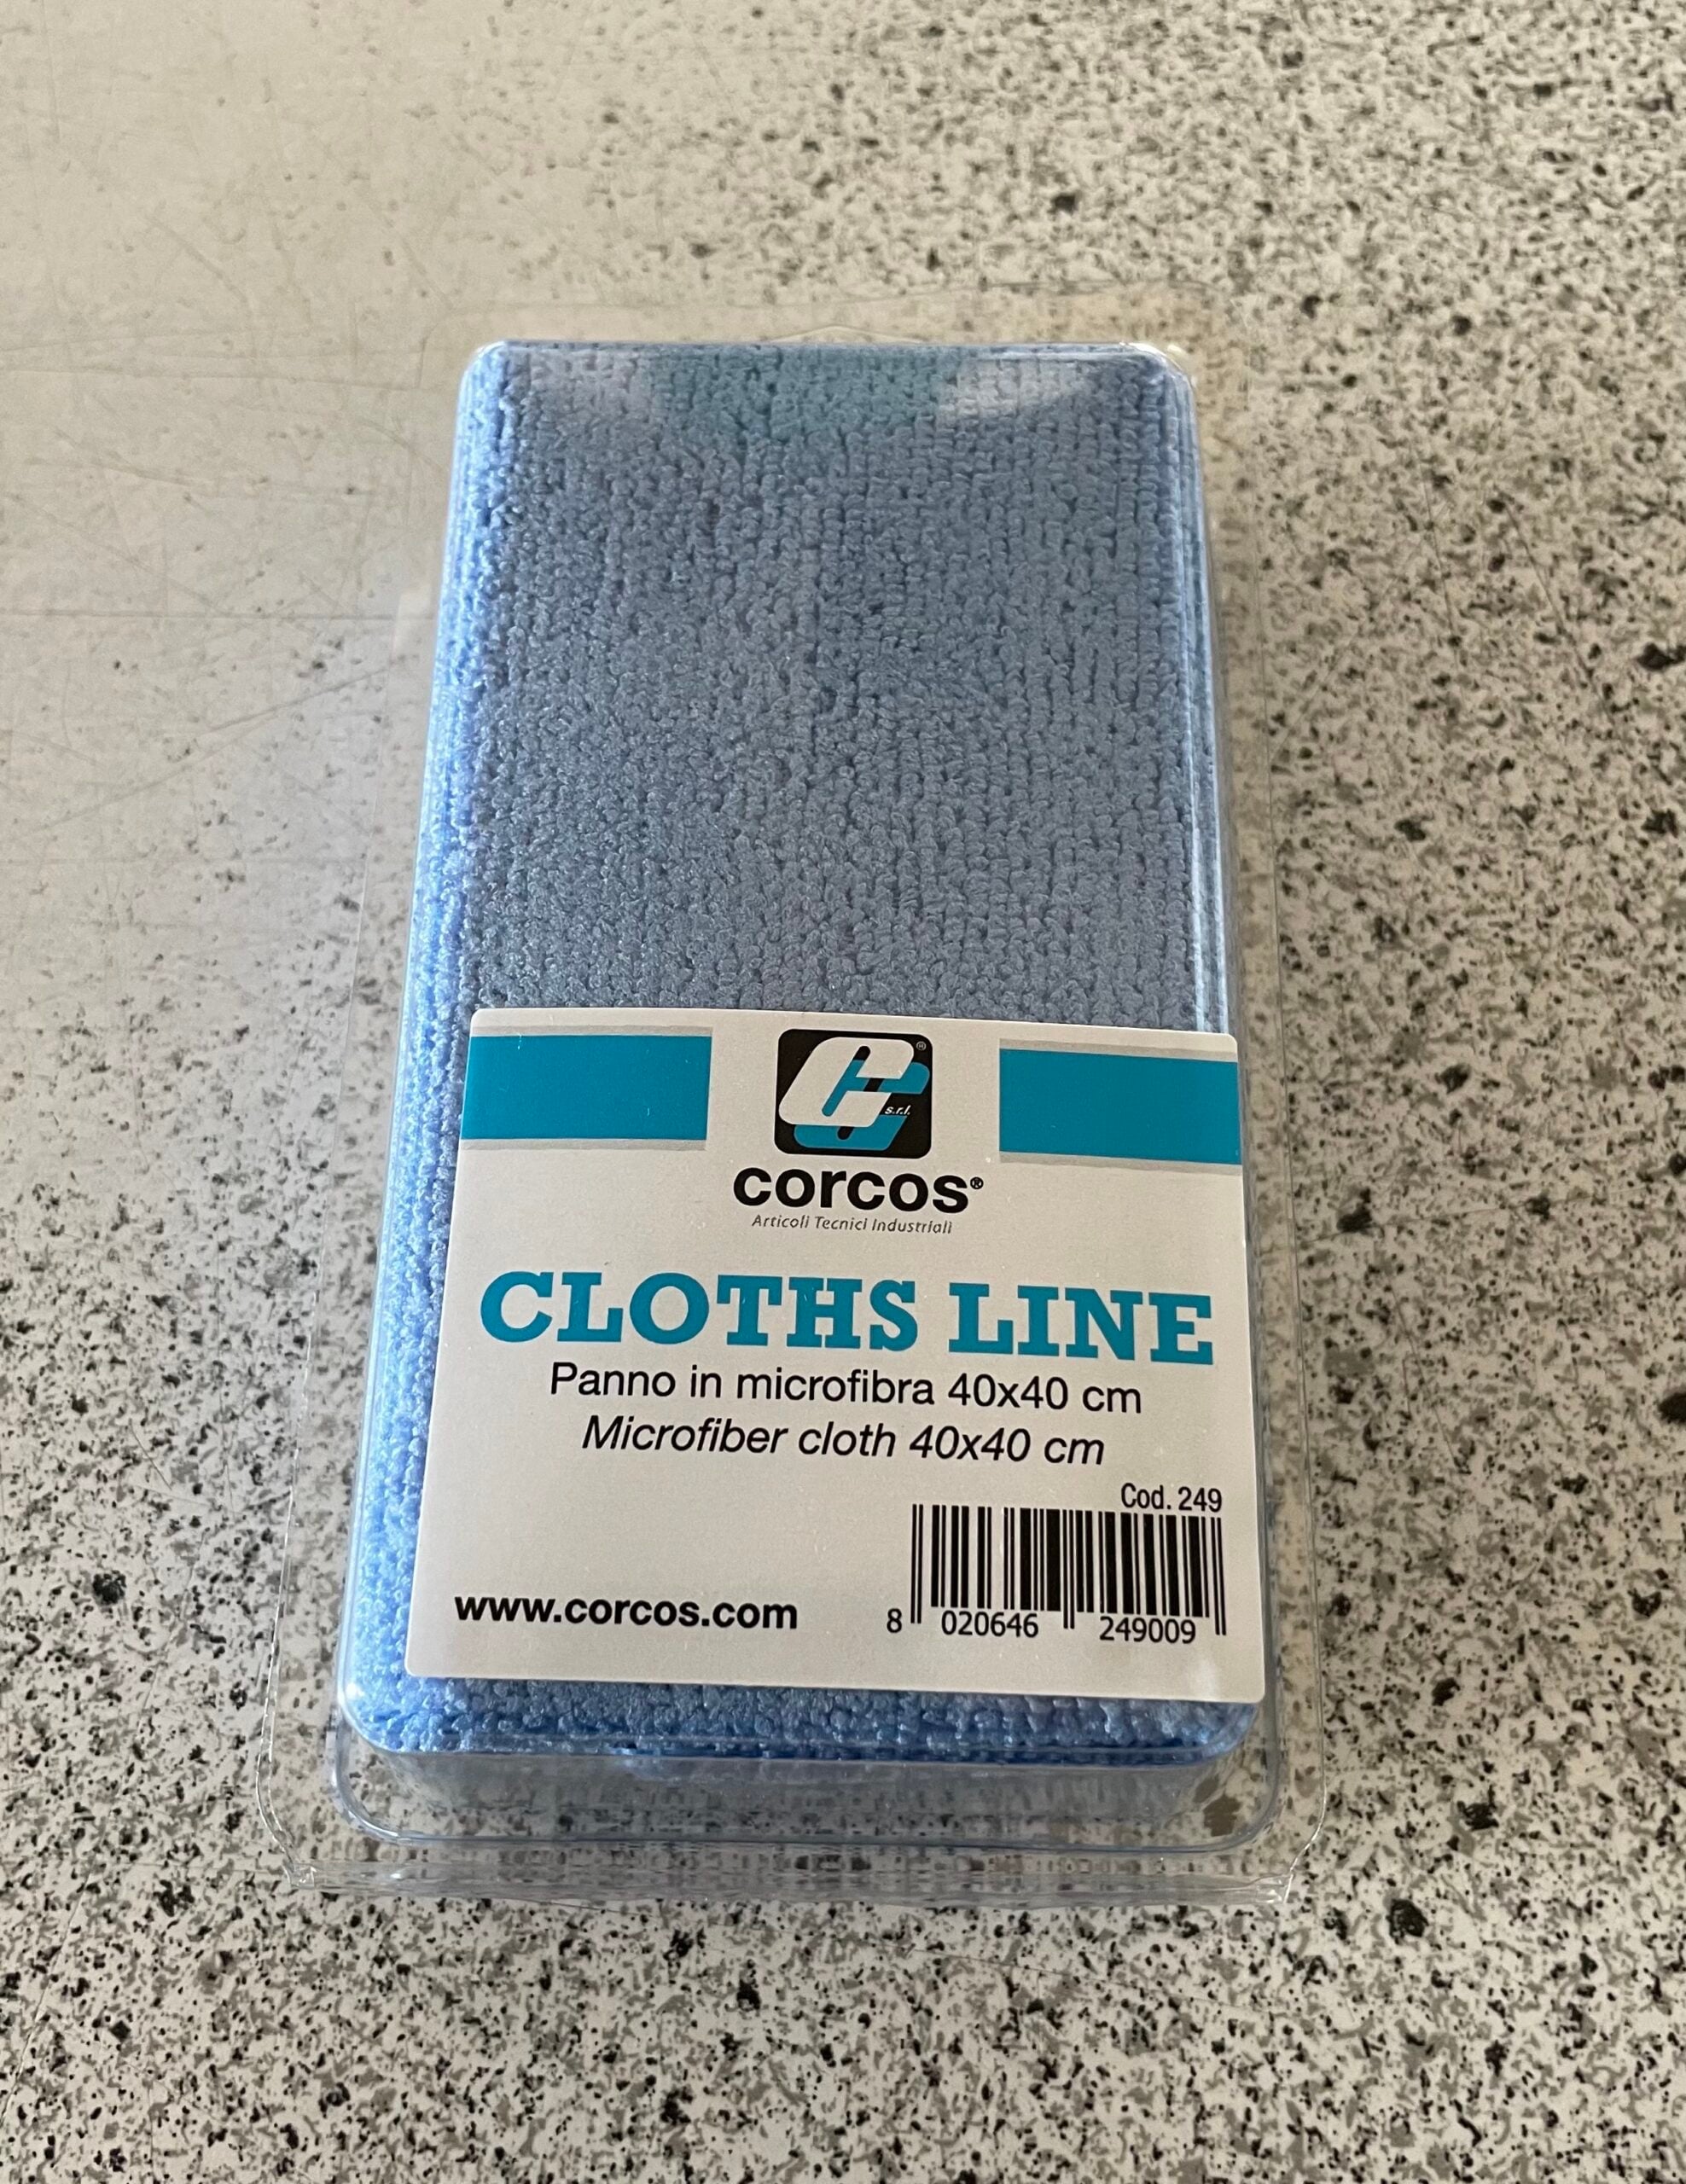 s.r.l.
corcos®
Articoli Tecnici Industriali
CLOTHS LINE
Panno in microfibra 40x40 cm
Microfiber cloth 40x40 cm
Cod. 249
www.corcos.com
8 020646 249009